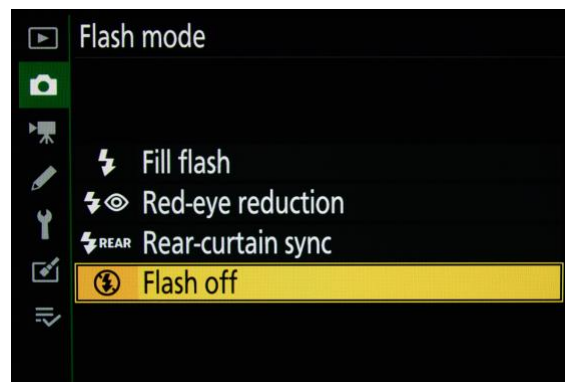 Flash mode
Fill flash
Red-eye reduction
REAR Rear-curtain sync
Flash off